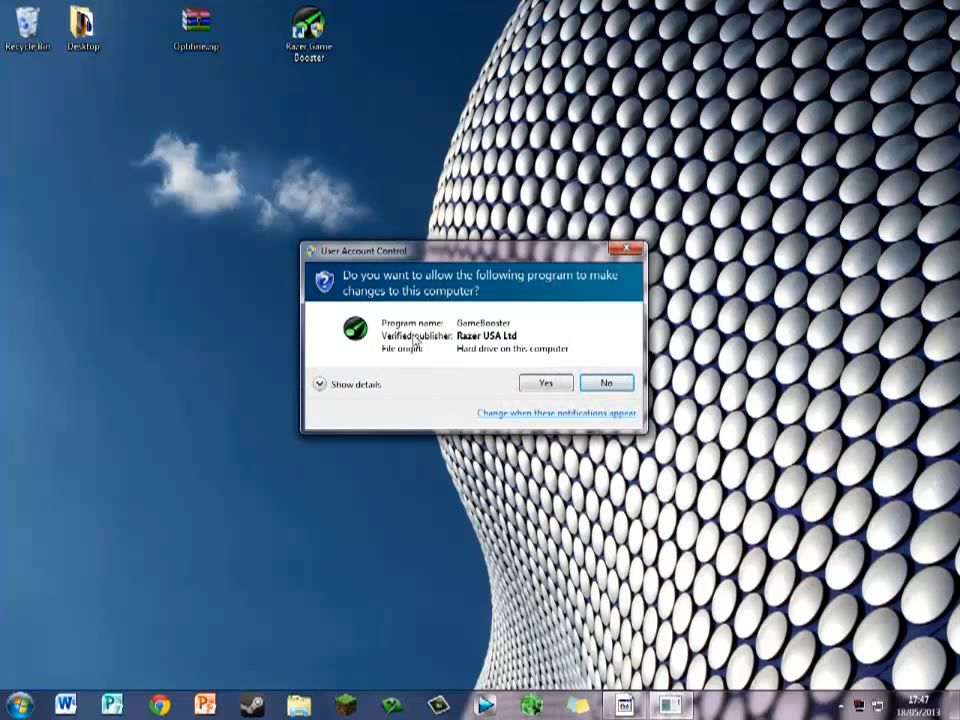 Recycle Bin
Desktop
Optifine.zip
Razer Game
Booster
User Account Control
Do you want to allow the following program to make
changes to this computer?
Program name: GameBooster
Verified publisher: Razer USA Ltd
File origin: Hard drive on this computer
Show details
Yes
No
Change when these notifications appear
17:47
18/05/2013